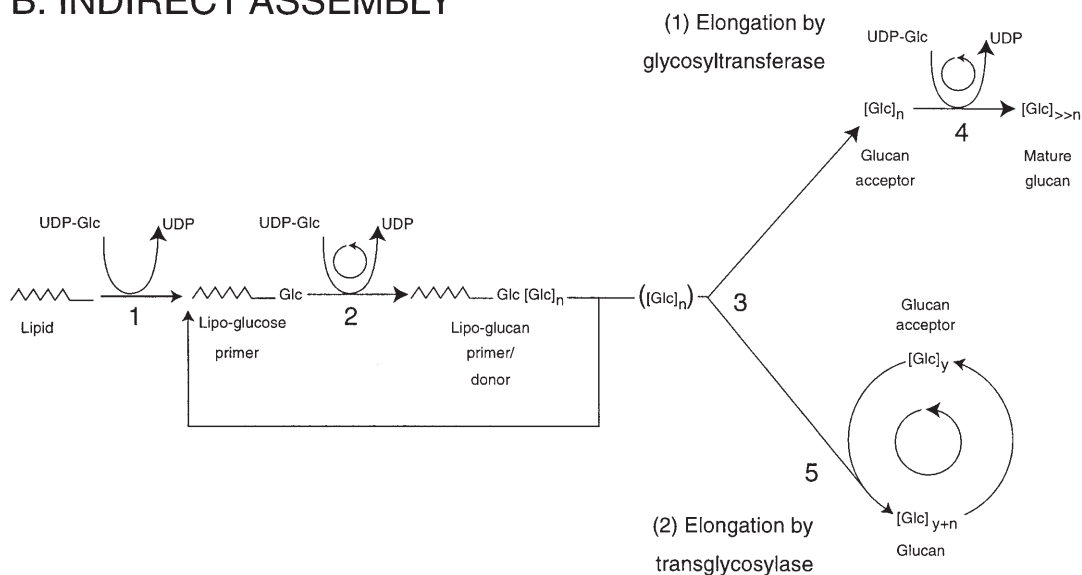 B. INDIRECT ASSEMBLY
(1) Elongation by
glycosyltransferase
UDP-Glc
UDP
[Glc]n
4
[Glc]>>n
Glucan
acceptor
Mature
glucan
UDP-Glc
UDP
UDP-Glc
UDP
Glc
Glc [Glc]n
([Glc]n)
3
Lipid
1
Lipo-glucose
primer
2
Lipo-glucan
primer/
donor
Glucan
acceptor
[Glc]y
5
[Glc] y+n
Glucan
(2) Elongation by
transglycosylase